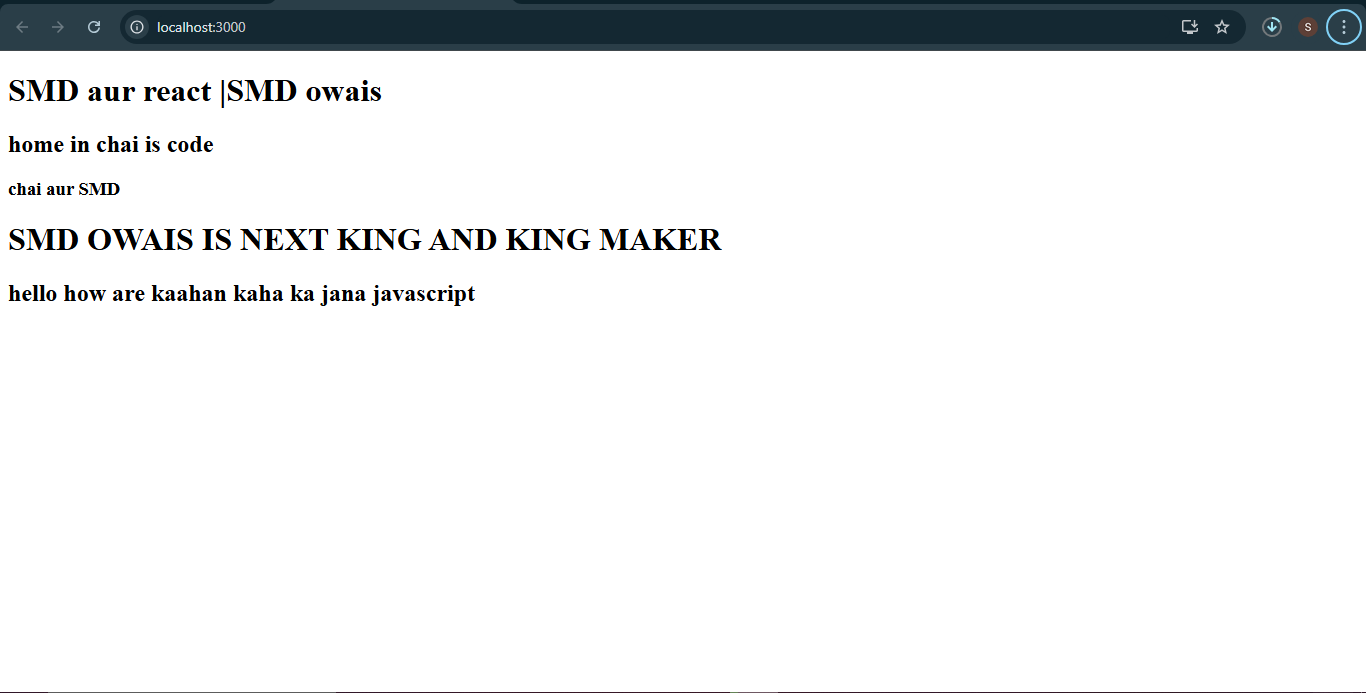 localhost:3000
S
SMD aur react |SMD owais
home in chai is code
chai aur SMD
SMD OWAIS IS NEXT KING AND KING MAKER
hello how are kaahan kaha ka jana javascript